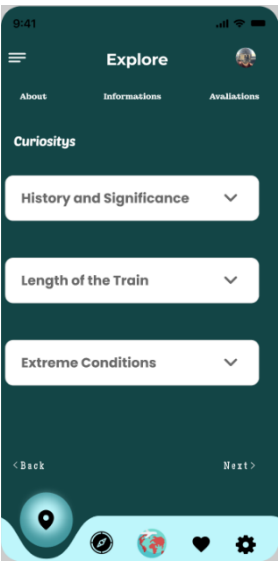 9:41
Explore
About Informations Avaliations
Curiositys
History and Significance
Length of the Train
Extreme Conditions
<Back Next>